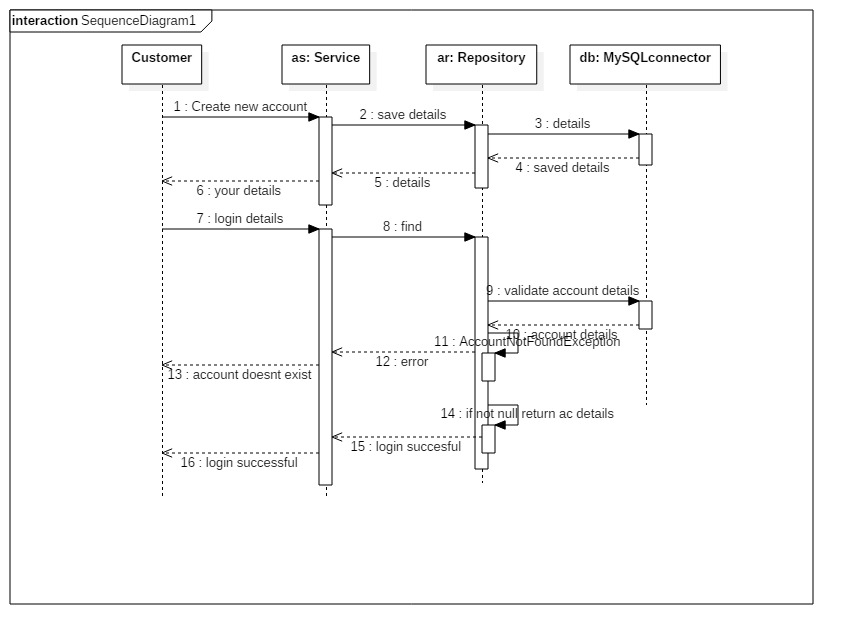 interaction SequenceDiagram1
Customer
as: Service
ar: Repository
db: MySQLconnector
1 : Create new account
2 : save details
3 : details
4 : saved details
5 : details
6 : your details
7 : login details
8 : find
9 : validate account details
10 : account details
11 : AccountNotFoundException
12 : error
13 : account doesnt exist
14 : if not null return ac details
15 : login succesful
16 : login successful